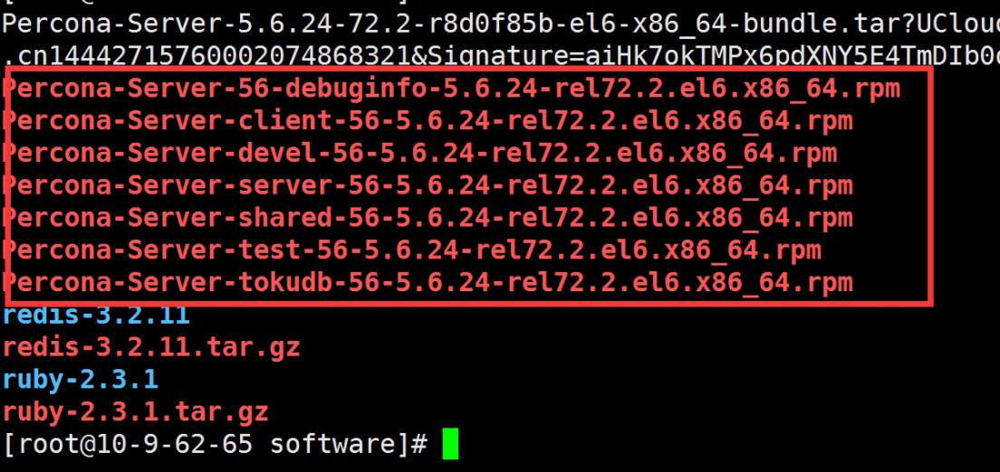 Percona-Server-5.6.24-72.2-r8d0f85b-el6-x86_64-bundle.tar?UCloud
.cn14442715760002074868321&Signature=aiHk7okTMPx6pdXNY5E4TmDIb0
Percona-Server-56-debuginfo-5.6.24-rel72.2.el6.x86_64.rpm
Percona-Server-client-56-5.6.24-rel72.2.el6.x86_64.rpm
Percona-Server-devel-56-5.6.24-rel72.2.el6.x86_64.rpm
Percona-Server-server-56-5.6.24-rel72.2.el6.x86_64.rpm
Percona-Server-shared-56-5.6.24-rel72.2.el6.x86_64.rpm
Percona-Server-test-56-5.6.24-rel72.2.el6.x86_64.rpm
Percona-Server-tokudb-56-5.6.24-rel72.2.el6.x86_64.rpm
redis-3.2.11
redis-3.2.11.tar.gz
ruby-2.3.1
ruby-2.3.1.tar.gz
[root@10-9-62-65 software]#